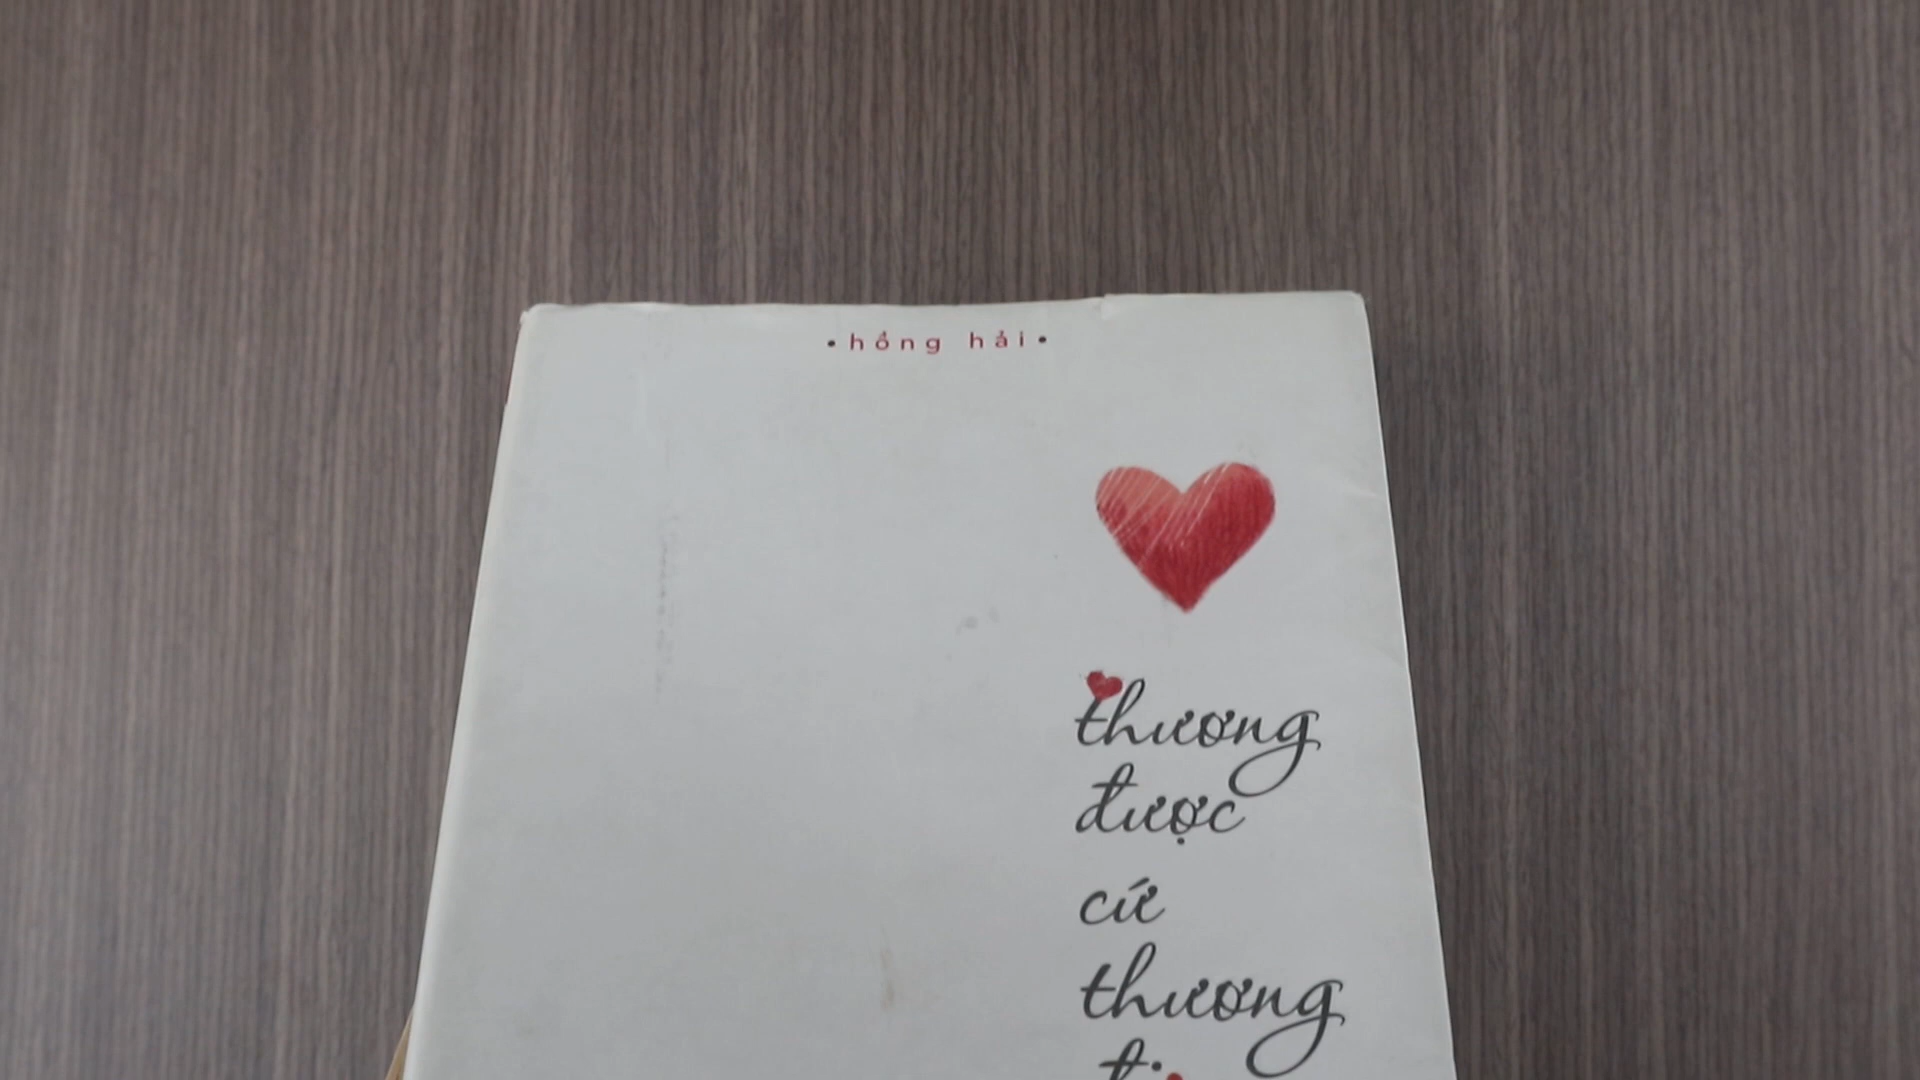 • hồng hải •
thương
được
cứ
thương